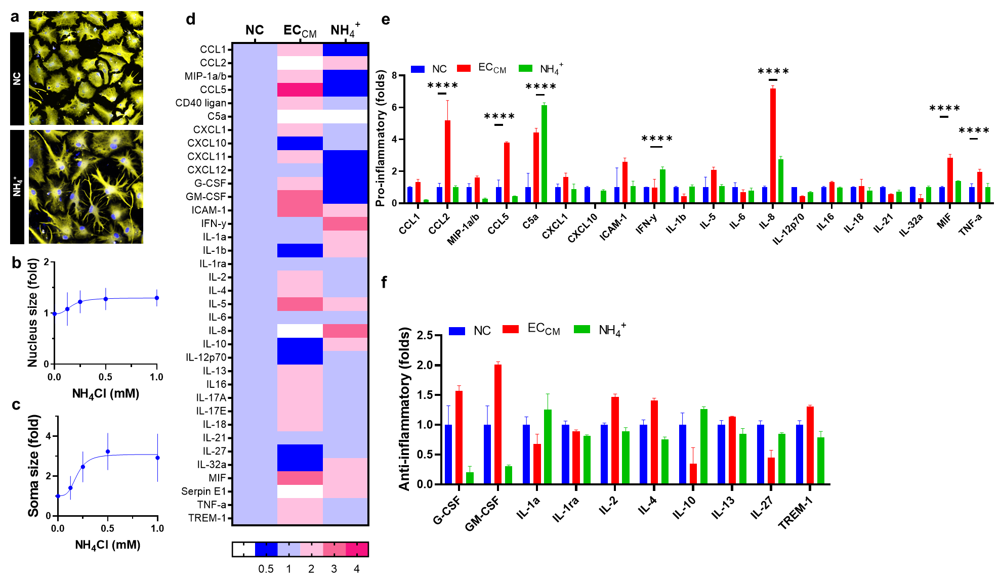 a
NC
NH4+
b
Nucleus size (fold)
2
1
0
0.0 0.5 1.0
NH4Cl (mM)
c
Soma size (fold)
4
2
0
0.0 0.5 1.0
NH4Cl (mM)
d
NC ECCM NH4+
CCL1
CCL2
MIP-1a/b
CCL5
CD40 ligan
C5a
CXCL1
CXCL10
CXCL11
CXCL12
G-CSF
GM-CSF
ICAM-1
IFN-y
IL-1a
IL-1b
IL-1ra
IL-2
IL-4
IL-5
IL-6
IL-8
IL-10
IL-12p70
IL-13
IL16
IL-17A
IL-17E
IL-18
IL-21
IL-27
IL-32a
MIF
Serpin E1
TNF-a
TREM-1
0.5 1 2 3 4
e
NC ECCM NH4+
Pro-inflammatory (folds)
8
6
4
2
0
**** **** **** **** **** **** ****
CCL1 CCL2 MIP-1a/b CCL5 C5a CXCL1 CXCL10 ICAM-1 IFN-y IL-1b IL-5 IL-6 IL-8 IL-12p70 IL16 IL-18 IL-21 IL-32a MIF TNF-a
f
NC ECCM NH4+
Anti-inflammatory (folds)
2.5
2.0
1.5
1.0
0.5
0.0
G-CSF GM-CSF IL-1a IL-1ra IL-2 IL-4 IL-10 IL-13 IL-27 TREM-1